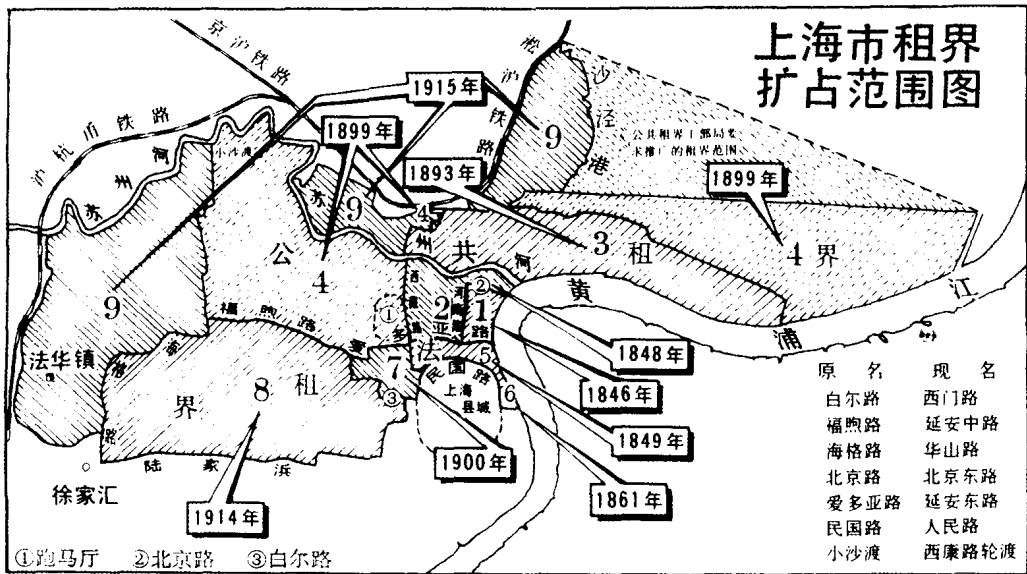 上海市租界
扩占范围图
京沪铁路
淞沪铁路
沪杭甬铁路
沙泾港
公共租界工部局要
求推广的租界范围
1915年
1899年
1893年
1899年
小沙渡
苏州河
苏州河
9
9
9
4
4
3
4
公共租界
黄浦江
福煦路
海格路
西藏路
河南路
爱多亚路
①
②
2
1
5
6
7
③
8
法租界
民国路
上海
县城
法华镇
徐家汇
陆家浜
1848年
1846年
1849年
1861年
1900年
1914年
原名 现名
白尔路 西门路
福煦路 延安中路
海格路 华山路
北京路 北京东路
爱多亚路 延安东路
民国路 人民路
小沙渡 西康路轮渡
①跑马厅 ②北京路 ③白尔路